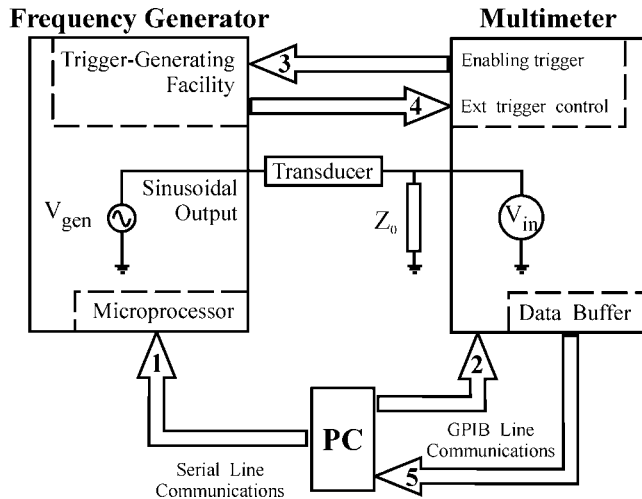 Frequency Generator
Multimeter
Trigger-Generating
Facility
3
Enabling trigger
4
Ext trigger control
Transducer
Sinusoidal
Output
V gen
Z0
V in
Microprocessor
Data Buffer
1
2
PC
GPIB Line
Communications
5
Serial Line
Communications